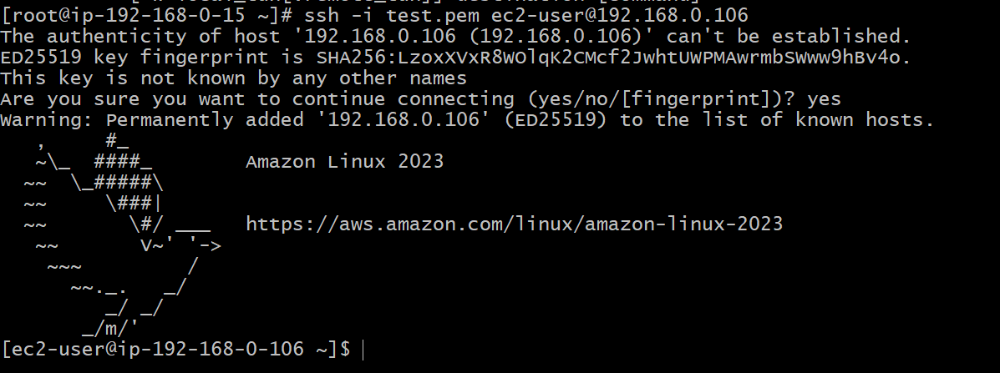 [root@ip-192-168-0-15 ~]# ssh -i test.pem ec2-user@192.168.0.106
The authenticity of host '192.168.0.106 (192.168.0.106)' can't be established.
ED25519 key fingerprint is SHA256:LzoxXVxR8WOlqK2CMcf2JwhtUWPMAwrmbSWww9hBv4o.
This key is not known by any other names
Are you sure you want to continue connecting (yes/no/[fingerprint])? yes
Warning: Permanently added '192.168.0.106' (ED25519) to the list of known hosts.
   ,     #_
   ~\_  ####_        Amazon Linux 2023
  ~~  \_#####\
  ~~     \###|
  ~~       \#/ ___   https://aws.amazon.com/linux/amazon-linux-2023
   ~~       V~' '->
    ~~~         /
      ~~._.   _/
         _/ _/
       _/m/'
[ec2-user@ip-192-168-0-106 ~]$